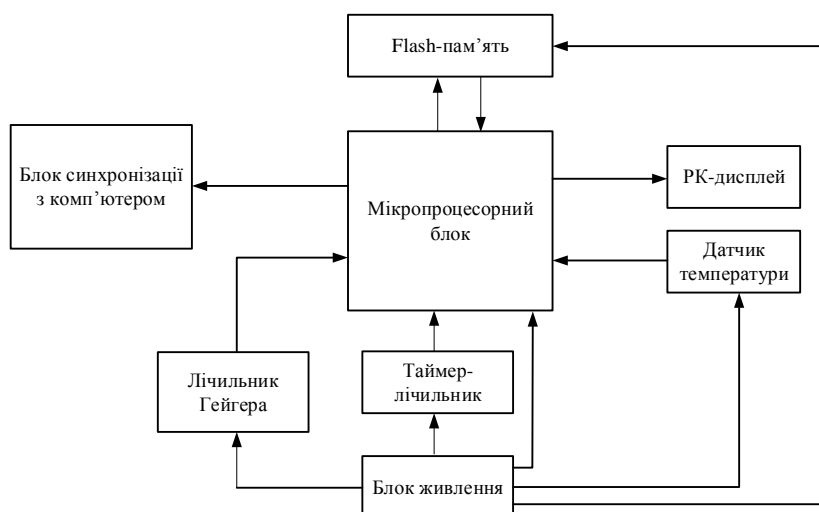 Flash-пам’ять
Блок синхронізації
з комп’ютером
Мікропроцесорний
блок
РК-дисплей
Датчик
температури
Лічильник
Гейгера
Таймер-
лічильник
Блок живлення